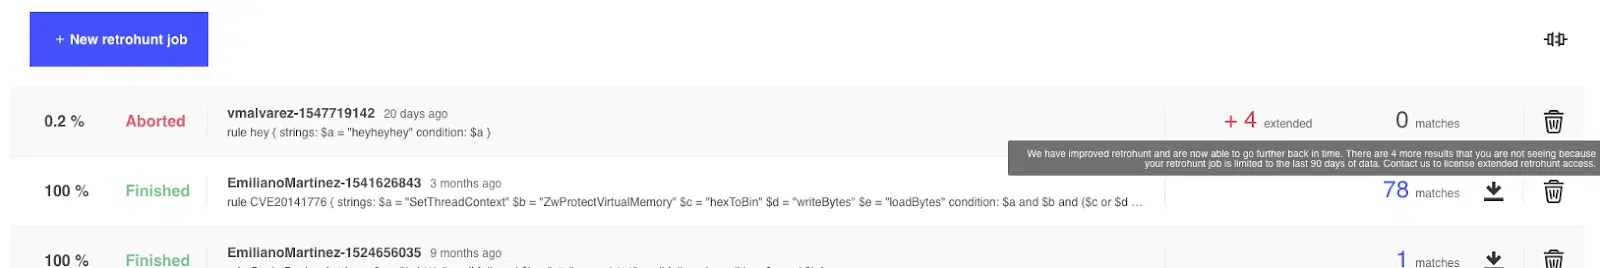 + New retrohunt job
0.2 % Aborted vmalvarez-1547719142 20 days ago + 4 extended 0 matches
rule hey { strings: $a = "heyheyhey" condition: $a }
We have improved retrohunt and are now able to go further back in time. There are 4 more results that you are not seeing because
your retrohunt job is limited to the last 90 days of data. Contact us to license extended retrohunt access.
100 % Finished EmilianoMartinez-1541626843 3 months ago 78 matches
rule CVE20141776 { strings: $a = "SetThreadContext" $b = "ZwProtectVirtualMemory" $c = "hexToBin" $d = "writeBytes" $e = "loadBytes" condition: $a and $b and ($c or $d ...
100 % Finished EmilianoMartinez-1524656035 9 months ago 1 matches